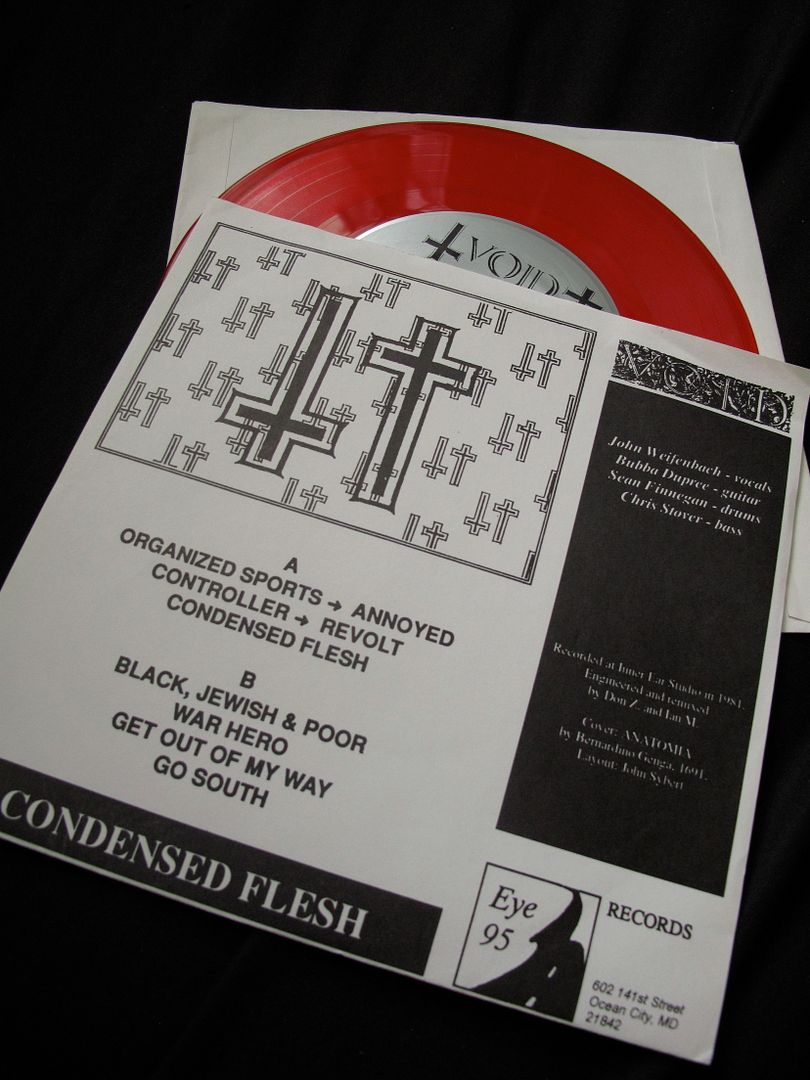 VOID
VOID
John Weifenbach - vocals
Bubba Dupree - guitar
Sean Finnegan - drums
Chris Stover - bass
A
ORGANIZED SPORTS → ANNOYED
CONTROLLER → REVOLT
CONDENSED FLESH
B
BLACK, JEWISH & POOR
WAR HERO
GET OUT OF MY WAY
GO SOUTH
Recorded at Inner Ear Studio in 1981.
Engineered and remixed
by Don Z. and Ian M.
Cover: ANATOMIA
by Bernardino Genga, 1691.
Layout: John Sybert
CONDENSED FLESH
Eye
95
RECORDS
602 141st Street
Ocean City, MD
21842